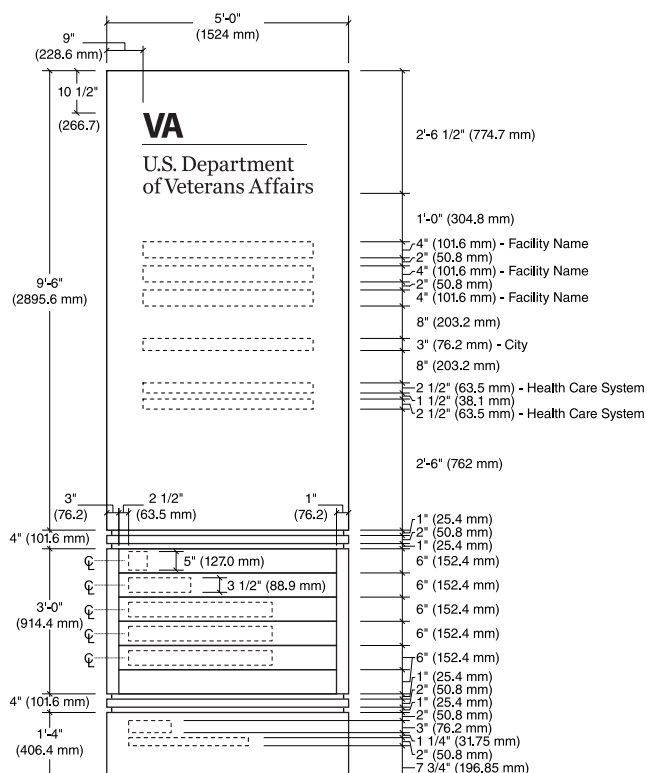 5'-0"
(1524 mm)
9"
(228.6 mm)
10 1/2"
(266.7)
VA
U.S. Department
of Veterans Affairs
9'-6"
(2895.6 mm)
2'-6 1/2" (774.7 mm)
1'-0" (304.8 mm)
4" (101.6 mm) - Facility Name
2" (50.8 mm)
4" (101.6 mm) - Facility Name
2" (50.8 mm)
4" (101.6 mm) - Facility Name
8" (203.2 mm)
3" (76.2 mm) - City
8" (203.2 mm)
2 1/2" (63.5 mm) - Health Care System
1 1/2" (38.1 mm)
2 1/2" (63.5 mm) - Health Care System
2'-6" (762 mm)
3"
(76.2)
2 1/2"
(63.5 mm)
1"
(76.2)
4" (101.6 mm)
1" (25.4 mm)
2" (50.8 mm)
1" (25.4 mm)
3'-0"
(914.4 mm)
℄
5" (127.0 mm)
6" (152.4 mm)
℄
3 1/2" (88.9 mm)
6" (152.4 mm)
℄
6" (152.4 mm)
℄
6" (152.4 mm)
℄
6" (152.4 mm)
4" (101.6 mm)
1" (25.4 mm)
2" (50.8 mm)
1" (25.4 mm)
1'-4"
(406.4 mm)
2" (50.8 mm)
3" (76.2 mm)
1 1/4" (31.75 mm)
2" (50.8 mm)
7 3/4" (196.85 mm)